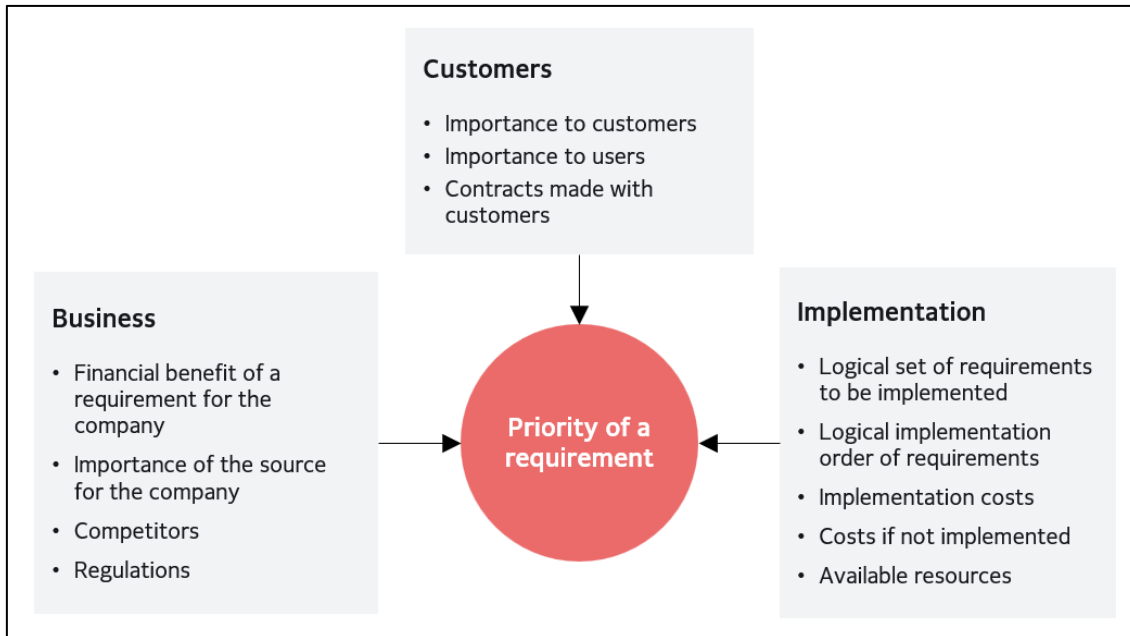 Customers
• Importance to customers
• Importance to users
• Contracts made with
customers
Business
• Financial benefit of a
requirement for the
company
• Importance of the source
for the company
• Competitors
• Regulations
Priority of a
requirement
Implementation
• Logical set of requirements
to be implemented
• Logical implementation
order of requirements
• Implementation costs
• Costs if not implemented
• Available resources